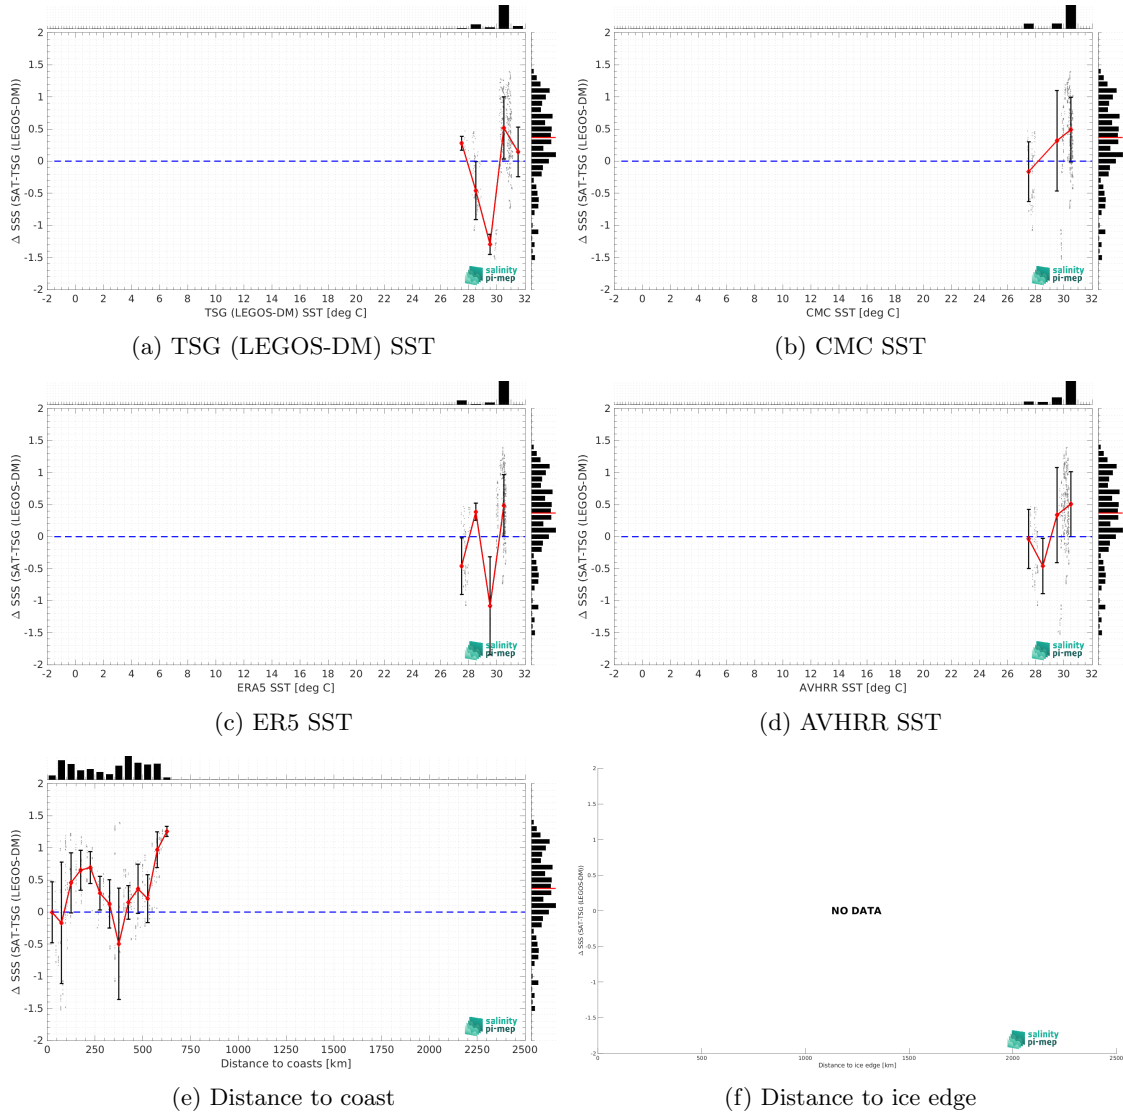 2
1.5
1
0.5
0
-0.5
-1
-1.5
-2
Δ SSS (SAT-TSG (LEGOS-DM))
-2 0 2 4 6 8 10 12 14 16 18 20 22 24 26 28 30 32
TSG (LEGOS-DM) SST [deg C]
salinity
pi-mep
(a) TSG (LEGOS-DM) SST
2
1.5
1
0.5
0
-0.5
-1
-1.5
-2
Δ SSS (SAT-TSG (LEGOS-DM))
-2 0 2 4 6 8 10 12 14 16 18 20 22 24 26 28 30 32
CMC SST [deg C]
salinity
pi-mep
(b) CMC SST
2
1.5
1
0.5
0
-0.5
-1
-1.5
-2
Δ SSS (SAT-TSG (LEGOS-DM))
-2 0 2 4 6 8 10 12 14 16 18 20 22 24 26 28 30 32
ERA5 SST [deg C]
salinity
pi-mep
(c) ER5 SST
2
1.5
1
0.5
0
-0.5
-1
-1.5
-2
Δ SSS (SAT-TSG (LEGOS-DM))
-2 0 2 4 6 8 10 12 14 16 18 20 22 24 26 28 30 32
AVHRR SST [deg C]
salinity
pi-mep
(d) AVHRR SST
2
1.5
1
0.5
0
-0.5
-1
-1.5
-2
Δ SSS (SAT-TSG (LEGOS-DM))
0 250 500 750 1000 1250 1500 1750 2000 2250 2500
Distance to coasts [km]
salinity
pi-mep
(e) Distance to coast
2
1.5
1
0.5
0
-0.5
-1
-1.5
-2
Δ SSS (SAT-TSG (LEGOS-DM))
NO DATA
0 500 1000 1500 2000 2500
Distance to ice edge [km]
salinity
pi-mep
(f) Distance to ice edge